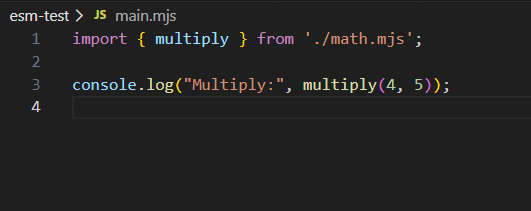 esm-test > JS main.mjs
1 import { multiply } from './math.mjs';
2
3 console.log("Multiply:", multiply(4, 5));
4